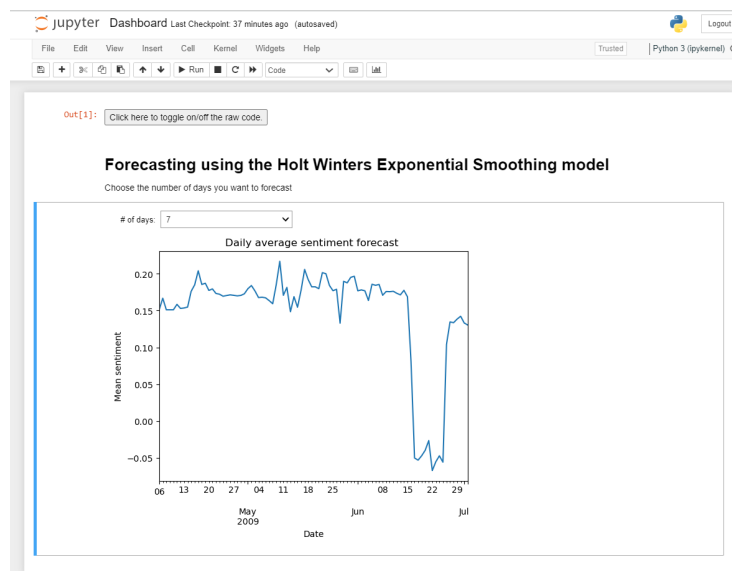 jupyter Dashboard Last Checkpoint: 37 minutes ago (autosaved)
Logout
File Edit View Insert Cell Kernel Widgets Help
Trusted
Python 3 (ipykernel)
Run
Code
Out[1]:
Click here to toggle on/off the raw code.
Forecasting using the Holt Winters Exponential Smoothing model
Choose the number of days you want to forecast
# of days: 7
Daily average sentiment forecast
Mean sentiment
0.20
0.15
0.10
0.05
0.00
−0.05
06 13 20 27 04 11 18 25 08 15 22 29
May Jun Jul
2009
Date